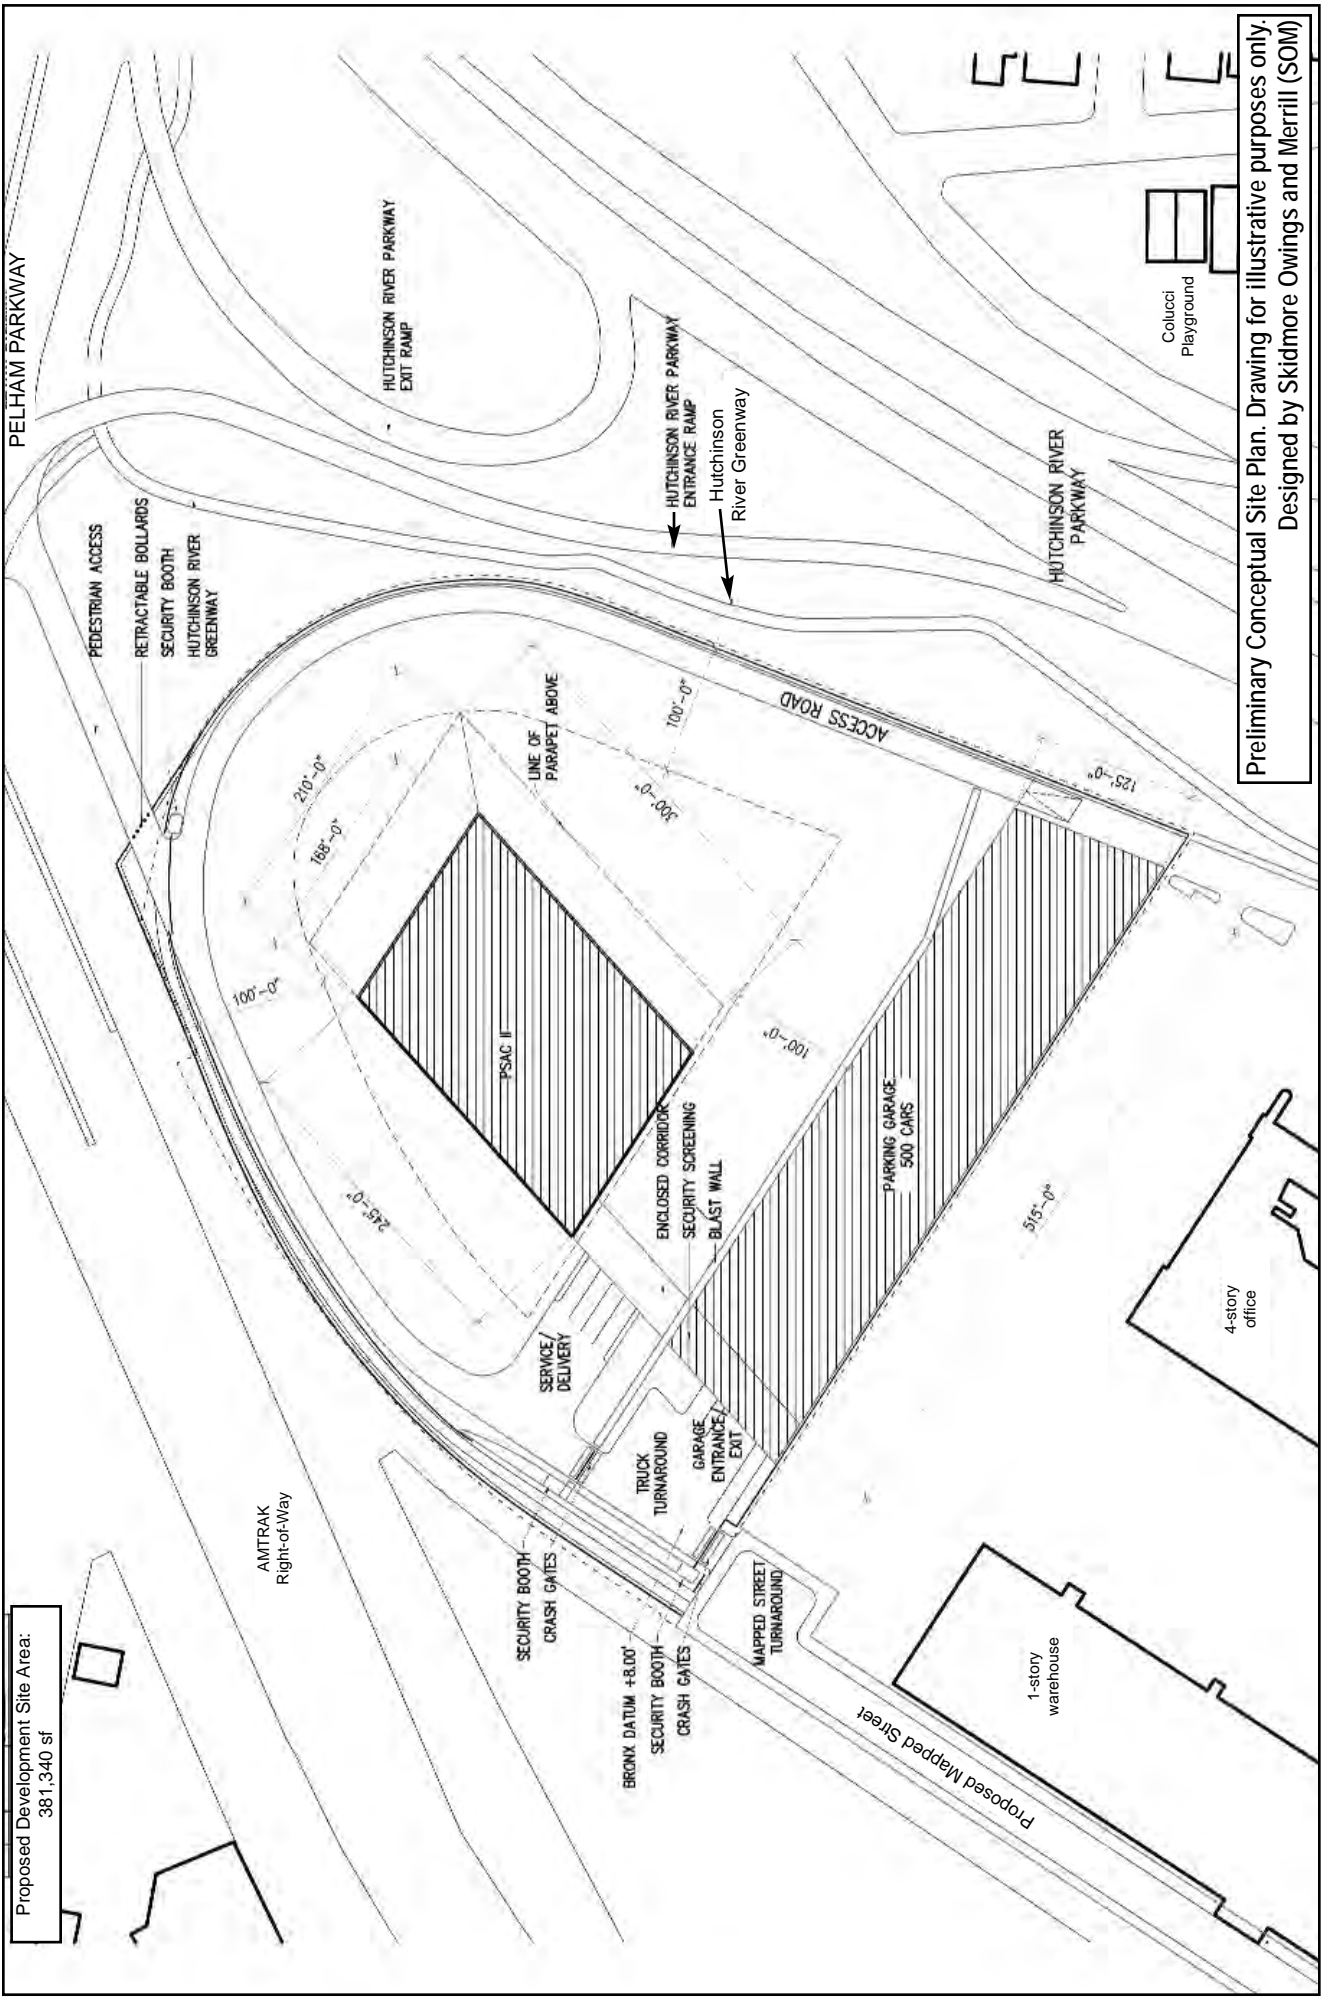 Proposed Development Site Area:
381,340 sf
PELHAM PARKWAY
PEDESTRIAN ACCESS
RETRACTABLE BOLLARDS
SECURITY BOOTH
HUTCHINSON RIVER
GREENWAY
HUTCHINSON RIVER PARKWAY
EXIT RAMP
HUTCHINSON RIVER PARKWAY
ENTRANCE RAMP
Hutchinson
River Greenway
HUTCHINSON RIVER
PARKWAY
Colucci
Playground
AMTRAK
Right-of-Way
210'-0"
168'-0"
LINE OF
PARAPET ABOVE
100'-0"
300'-0"
ACCESS ROAD
125'-0"
100'-0"
PSAC II
100'-0"
245'-0"
ENCLOSED CORRIDOR
SECURITY SCREENING
BLAST WALL
PARKING GARAGE
500 CARS
515'-0"
SERVICE/
DELIVERY
TRUCK
TURNAROUND
GARAGE
ENTRANCE/
EXIT
SECURITY BOOTH
CRASH GATES
BRONX DATUM +8.00'
SECURITY BOOTH
CRASH GATES
MAPPED STREET
TURNAROUND
Proposed Mapped Street
1-story
warehouse
4-story
office
Preliminary Conceptual Site Plan. Drawing for illustrative purposes only.
Designed by Skidmore Owings and Merrill (SOM)